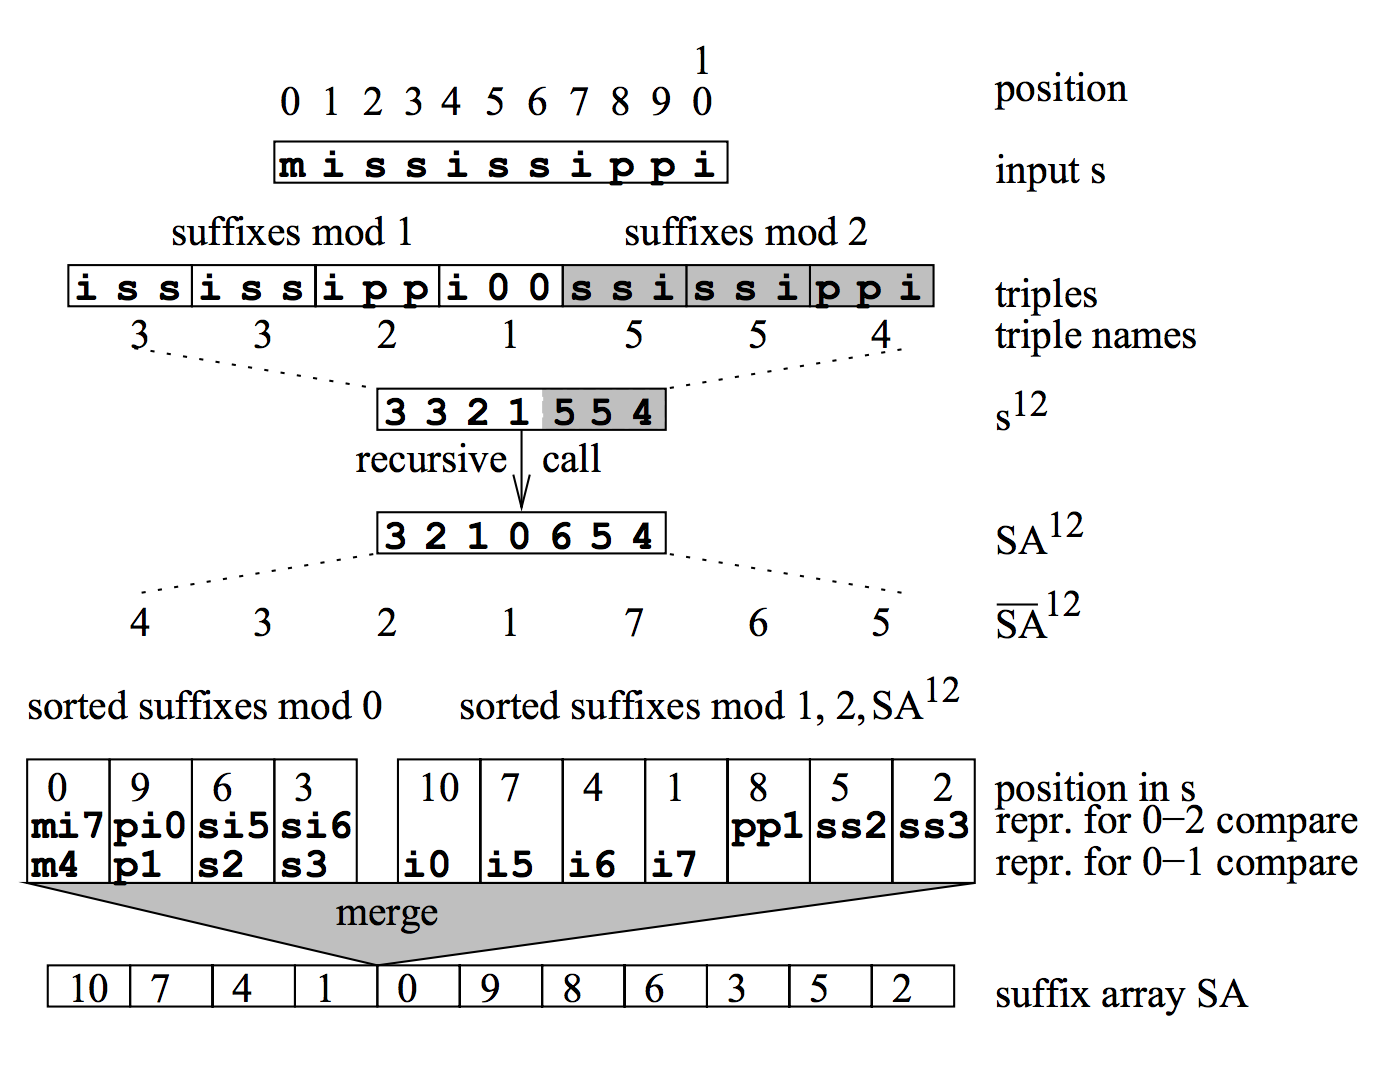 1
0 1 2 3 4 5 6 7 8 9 0 position
m i s s i s s i p p i input s
suffixes mod 1 suffixes mod 2
i s s i s s i p p i 0 0 s s i s s i p p i triples
3 3 2 1 5 5 4 triple names
3 3 2 1 5 5 4 s¹²
recursive call
3 2 1 0 6 5 4 SA¹²
4 3 2 1 7 6 5 S̅A̅¹²
sorted suffixes mod 0 sorted suffixes mod 1, 2, SA¹²
0 9 6 3 10 7 4 1 8 5 2 position in s
mi7 pi0 si5 si6 pp1 ss2 ss3 repr. for 0−2 compare
m4 p1 s2 s3 i0 i5 i6 i7 repr. for 0−1 compare
merge
10 7 4 1 0 9 8 6 3 5 2 suffix array SA